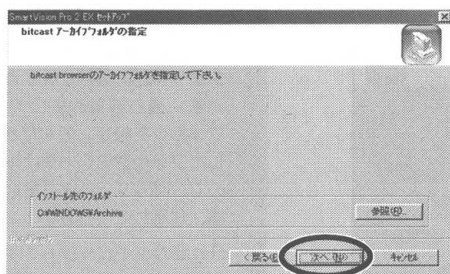 SmartVision Pro 2 EX セットアップ
bitcast アーカイブフォルダの指定
bitcast browserのアーカイブフォルダを指定して下さい。
インストール先のフォルダ
C:¥WINDOWS¥Archive
参照(R)...
< 戻る(B)
次へ(N) >
キャンセル